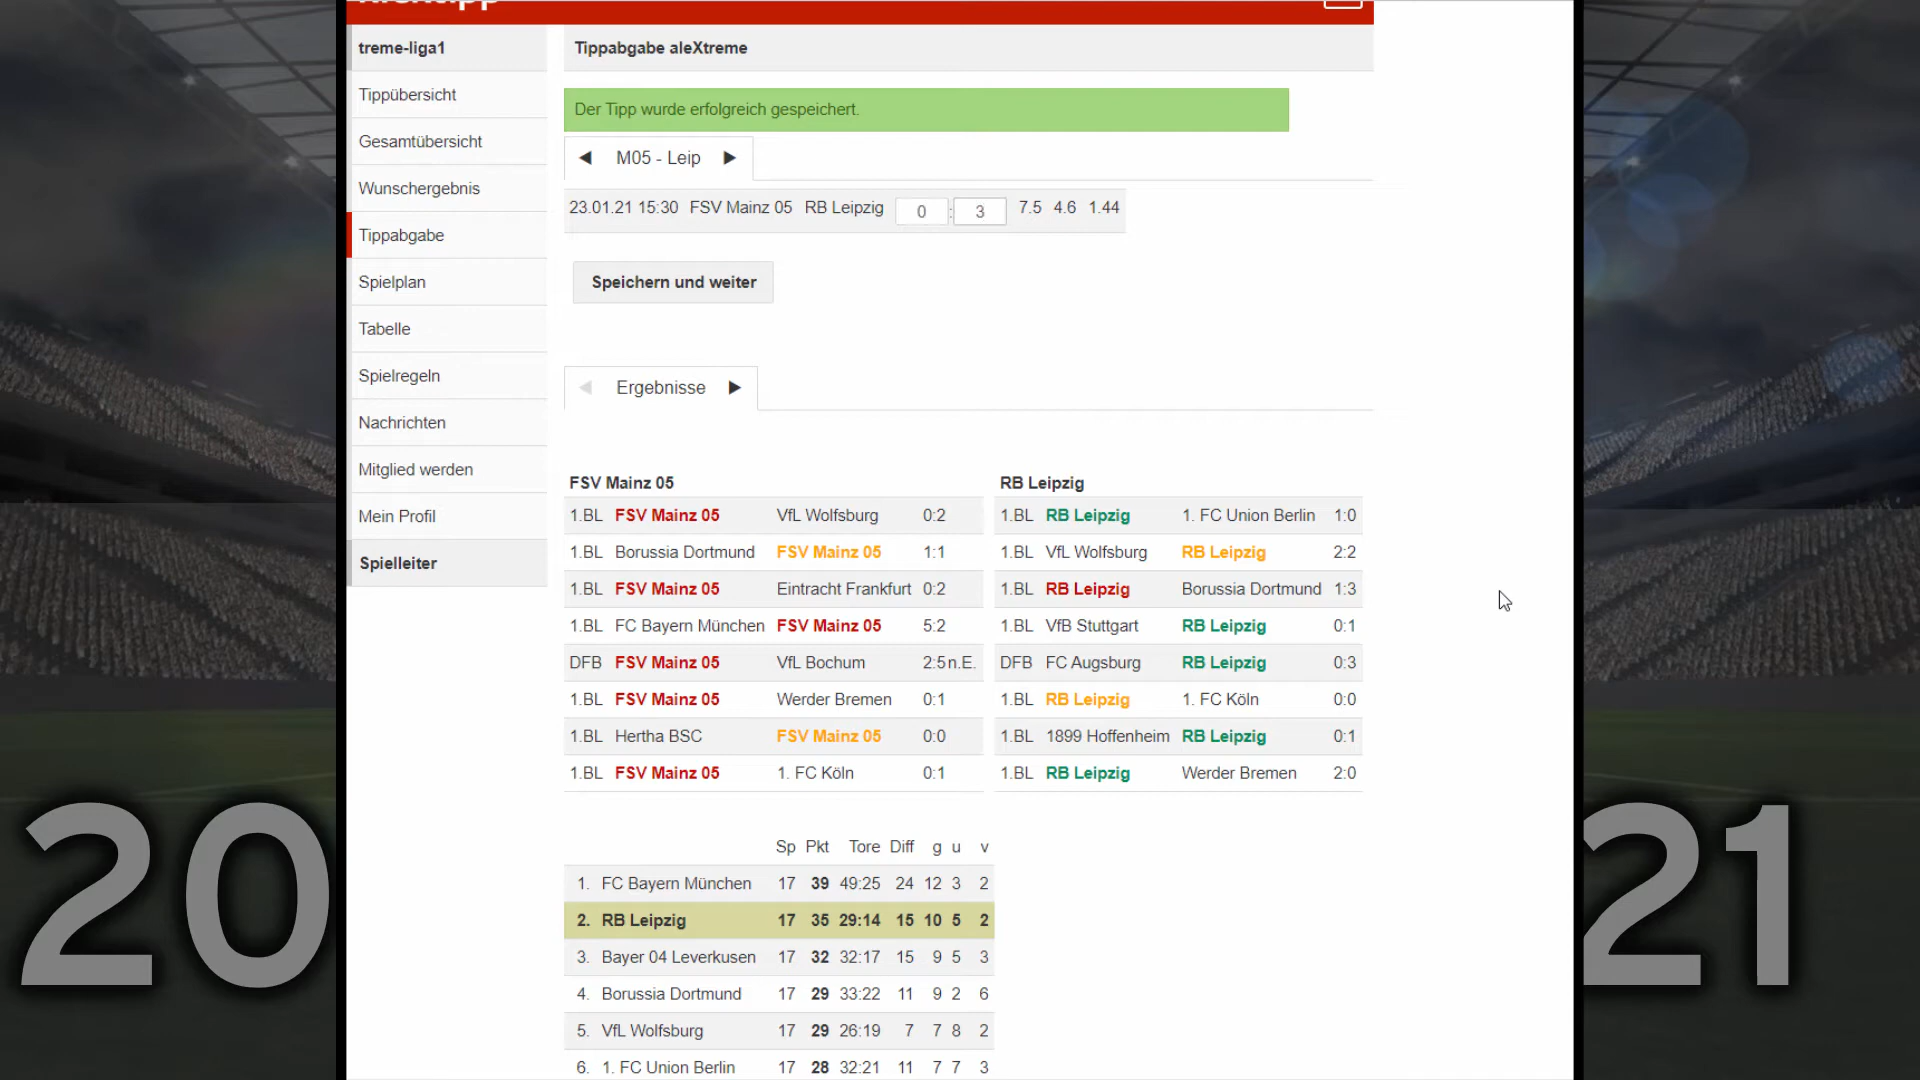 treme-liga1
Tippabgabe aleXtreme
Tippübersicht
Gesamtübersicht
Wunschergebnis
Tippabgabe
Spielplan
Tabelle
Spielregeln
Nachrichten
Mitglied werden
Mein Profil
Spielleiter
Der Tipp wurde erfolgreich gespeichert.
◀ M05 - Leip ▶
23.01.21 15:30 FSV Mainz 05 RB Leipzig 0 : 3 7.5 4.6 1.44
Speichern und weiter
◀ Ergebnisse ▶
FSV Mainz 05
1.BL FSV Mainz 05 VfL Wolfsburg 0:2
1.BL Borussia Dortmund FSV Mainz 05 1:1
1.BL FSV Mainz 05 Eintracht Frankfurt 0:2
1.BL FC Bayern München FSV Mainz 05 5:2
DFB FSV Mainz 05 VfL Bochum 2:5 n.E.
1.BL FSV Mainz 05 Werder Bremen 0:1
1.BL Hertha BSC FSV Mainz 05 0:0
1.BL FSV Mainz 05 1. FC Köln 0:1
RB Leipzig
1.BL RB Leipzig 1. FC Union Berlin 1:0
1.BL VfL Wolfsburg RB Leipzig 2:2
1.BL RB Leipzig Borussia Dortmund 1:3
1.BL VfB Stuttgart RB Leipzig 0:1
DFB FC Augsburg RB Leipzig 0:3
1.BL RB Leipzig 1. FC Köln 0:0
1.BL 1899 Hoffenheim RB Leipzig 0:1
1.BL RB Leipzig Werder Bremen 2:0
Sp Pkt Tore Diff g u v
1. FC Bayern München 17 39 49:25 24 12 3 2
2. RB Leipzig 17 35 29:14 15 10 5 2
3. Bayer 04 Leverkusen 17 32 32:17 15 9 5 3
4. Borussia Dortmund 17 29 33:22 11 9 2 6
5. VfL Wolfsburg 17 29 26:19 7 7 8 2
6. 1. FC Union Berlin 17 28 32:21 11 7 7 3
20
21